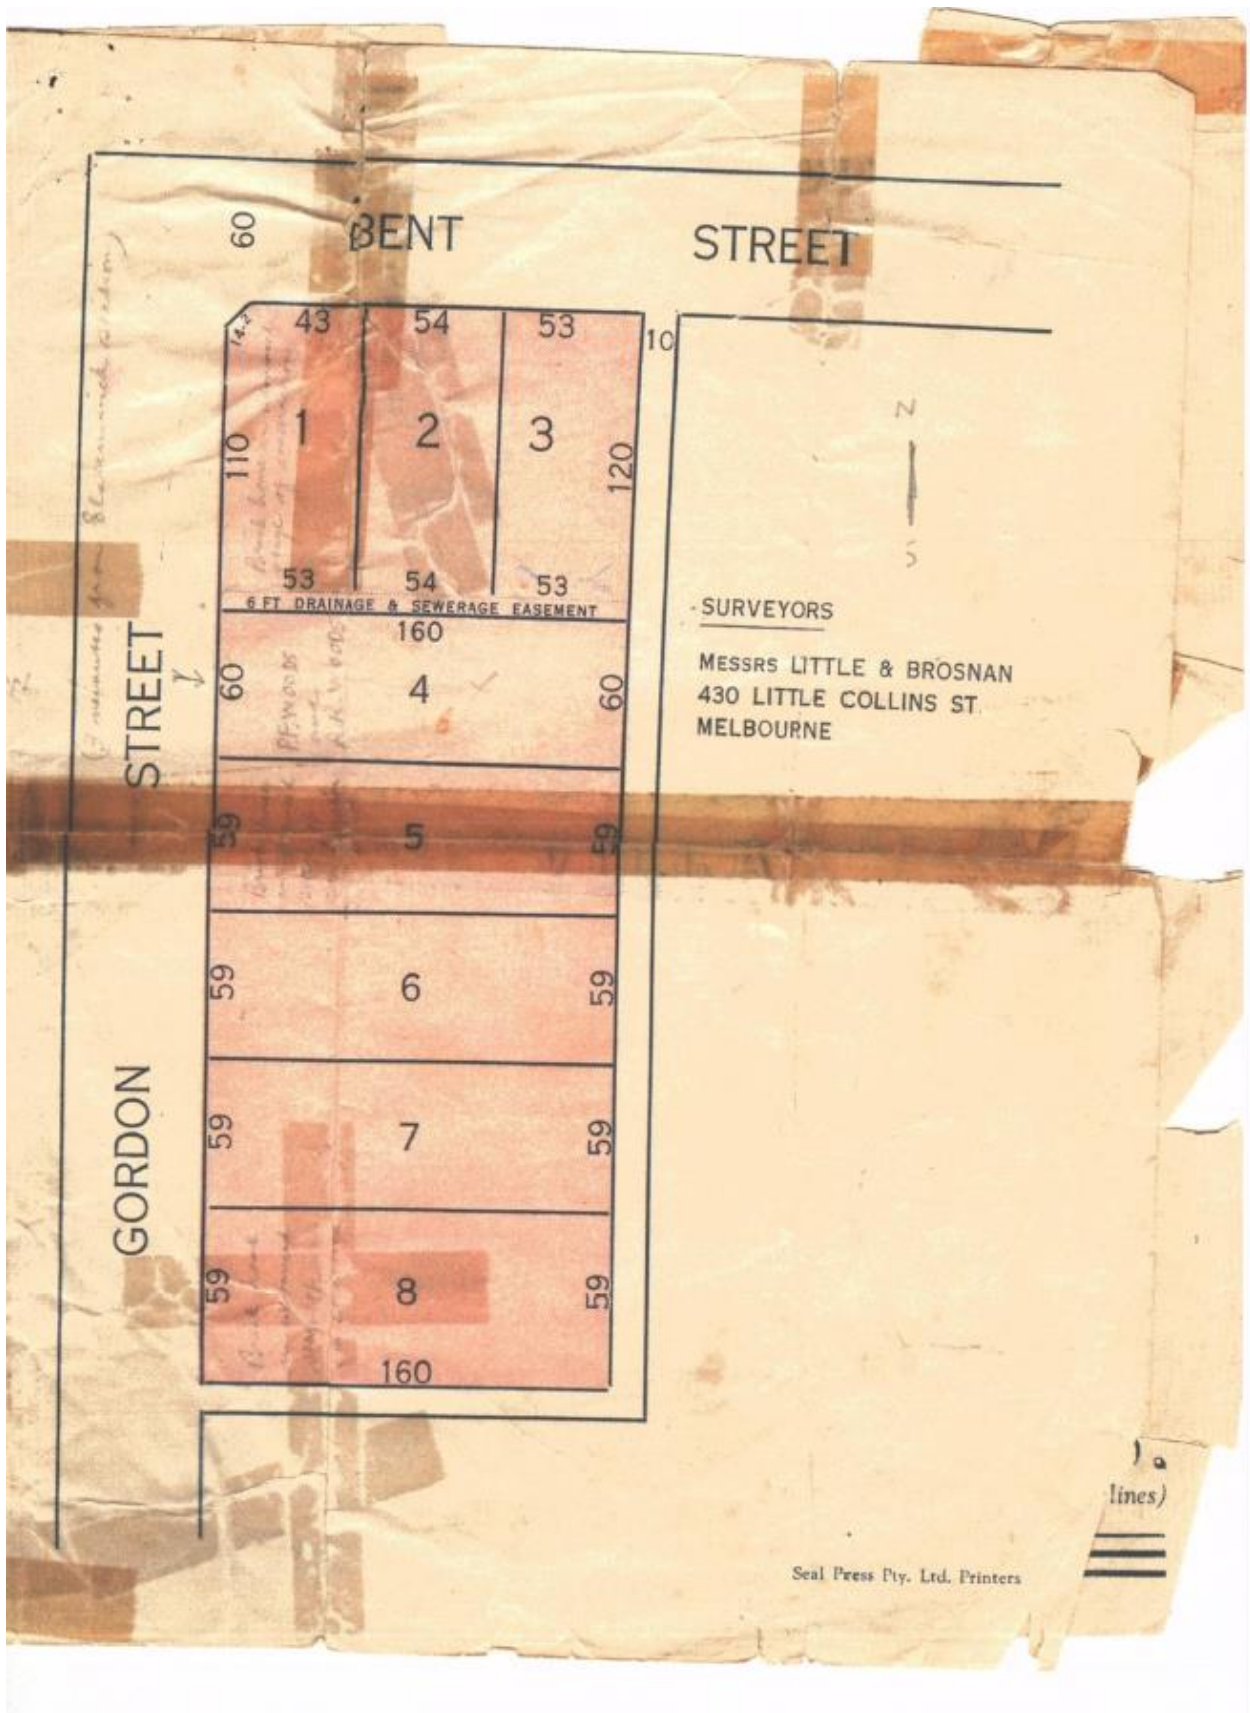 60
BENT STREET
14·2
43
54
53
10
1
2
3
110
120
N
S
53
54
53
6 FT DRAINAGE & SEWERAGE EASEMENT
160
60
4
60
STREET
PF.WOODS
SURVEYORS
MESSRS LITTLE & BROSNAN
430 LITTLE COLLINS ST.
MELBOURNE
59
5
59
59
6
59
59
7
59
GORDON
59
8
59
160
lines)
Seal Press Pty. Ltd. Printers